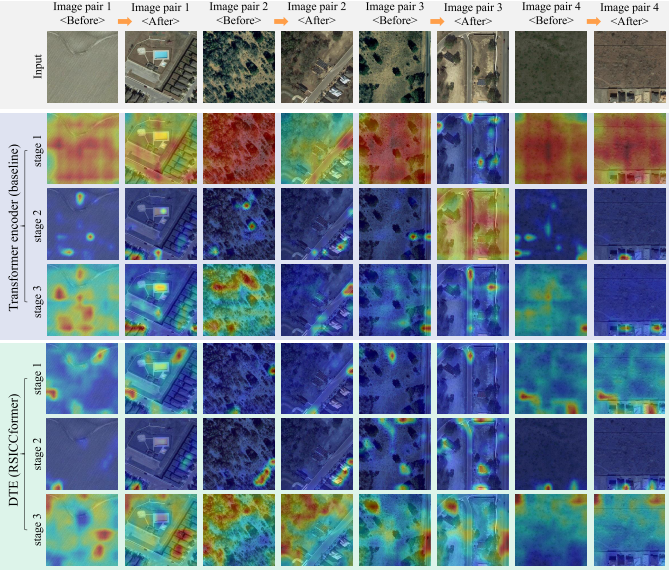 Image pair 1 Image pair 1 Image pair 2 Image pair 2 Image pair 3 Image pair 3 Image pair 4 Image pair 4
<Before> <After> <Before> <After> <Before> <After> <Before> <After>
Input
Transformer encoder (baseline)
stage 1
stage 2
stage 3
DTE (RSICCformer)
stage 1
stage 2
stage 3